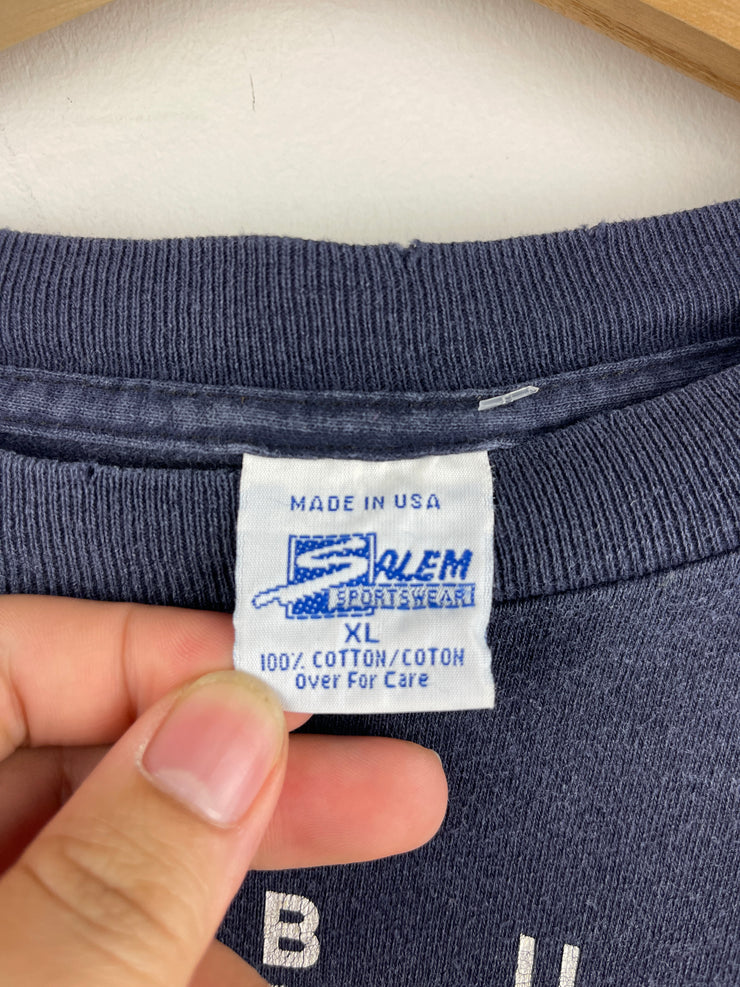 MADE IN USA
SALEM
SPORTSWEAR
XL
100% COTTON/COTON
Over For Care
B U